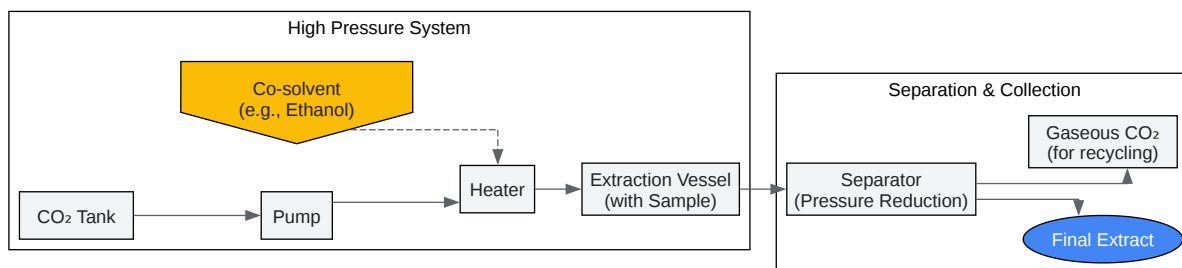 High Pressure System
Co-solvent
(e.g., Ethanol)
CO₂ Tank
Pump
Heater
Extraction Vessel
(with Sample)
Separation & Collection
Separator
(Pressure Reduction)
Gaseous CO₂
(for recycling)
Final Extract